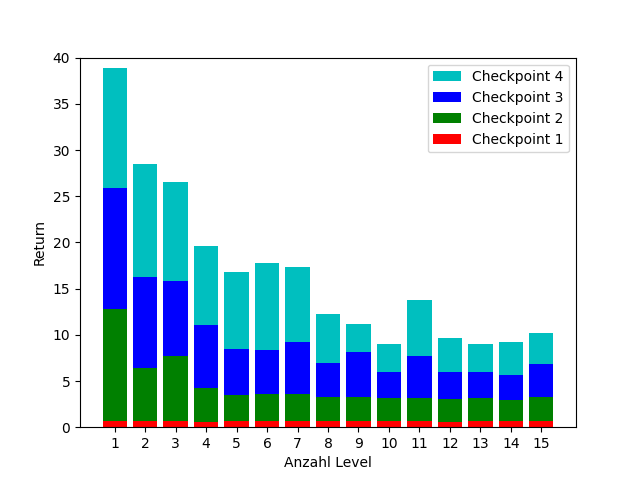 40
35
30
25
20
15
10
5
0
Return
Checkpoint 4
Checkpoint 3
Checkpoint 2
Checkpoint 1
1 2 3 4 5 6 7 8 9 10 11 12 13 14 15
Anzahl Level